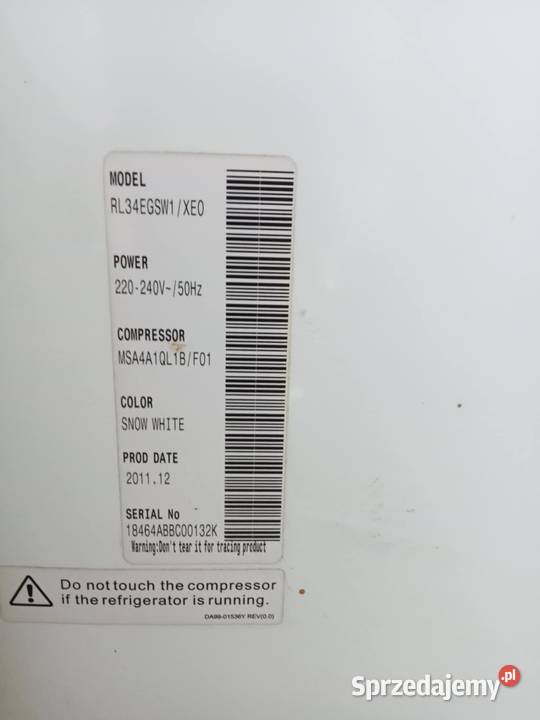 MODEL
RL34EGSW1/XEO
POWER
220-240V~/50Hz
COMPRESSOR
MSA4A1QL1B/F01
COLOR
SNOW WHITE
PROD DATE
2011.12
SERIAL No
18464ABBC00132K
Warning:Don't tear it for tracing product
Do not touch the compressor
if the refrigerator is running.
DA99-01536Y REV(0.0)
Sprzedajemy.pl